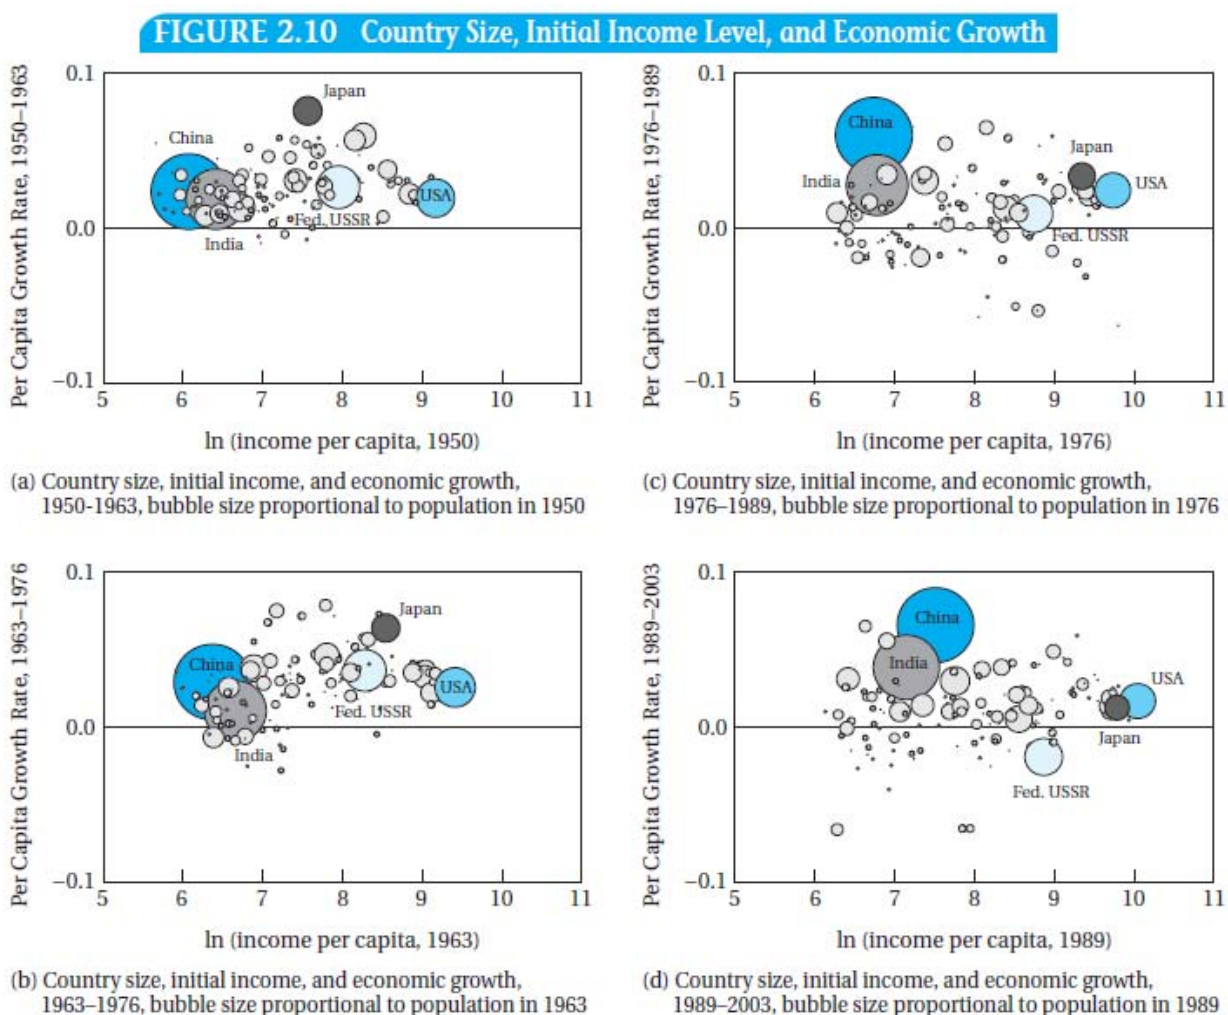 FIGURE 2.10 Country Size, Initial Income Level, and Economic Growth
Per Capita Growth Rate, 1950–1963
0.1
0.0
−0.1
Japan
China
India
Fed. USSR
USA
5 6 7 8 9 10 11
ln (income per capita, 1950)
(a) Country size, initial income, and economic growth,
1950-1963, bubble size proportional to population in 1950
Per Capita Growth Rate, 1976–1989
0.1
0.0
−0.1
China
India
Japan
USA
Fed. USSR
5 6 7 8 9 10 11
ln (income per capita, 1976)
(c) Country size, initial income, and economic growth,
1976–1989, bubble size proportional to population in 1976
Per Capita Growth Rate, 1963–1976
0.1
0.0
−0.1
Japan
China
USA
Fed. USSR
India
5 6 7 8 9 10 11
ln (income per capita, 1963)
(b) Country size, initial income, and economic growth,
1963–1976, bubble size proportional to population in 1963
Per Capita Growth Rate, 1989–2003
0.1
0.0
−0.1
China
India
USA
Japan
Fed. USSR
5 6 7 8 9 10 11
ln (income per capita, 1989)
(d) Country size, initial income, and economic growth,
1989–2003, bubble size proportional to population in 1989